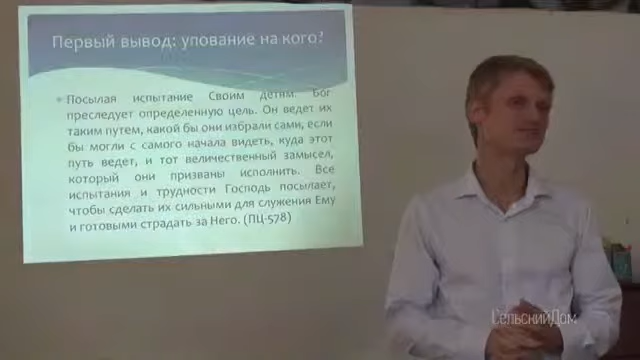 Первый вывод: упование на кого?
Посылая испытание Своим детям. Бог
преследует определенную цель. Он ведет их
таким путем, какой бы они избрали сами, если
бы могли с самого начала видеть, куда этот
путь ведет, и тот величественный замысел,
который они призваны исполнить. Все
испытания и трудности Господь посылает,
чтобы сделать их сильными для служения Ему
и готовыми страдать за Него. (ПЦ-578)
СельскийДом